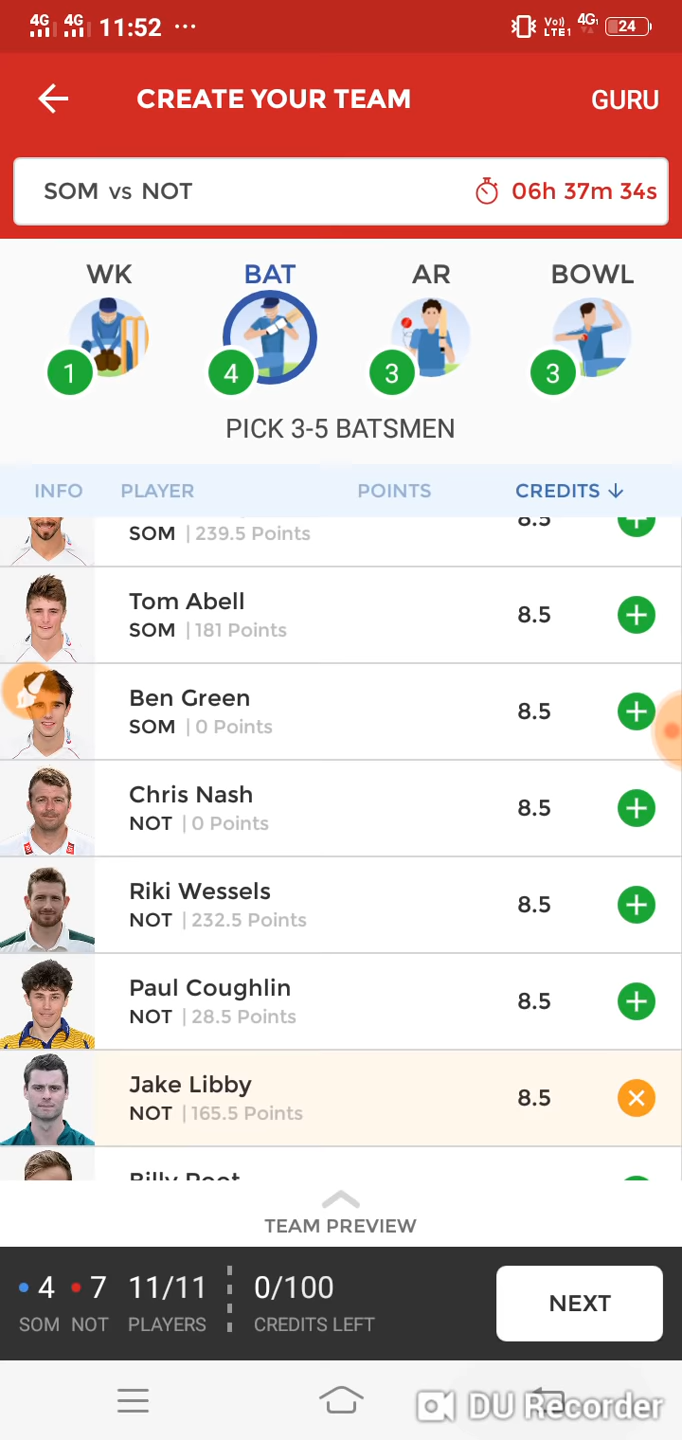 4G 4G 11:52 ...
Vo) LTE1 4G 24
CREATE YOUR TEAM GURU
SOM vs NOT 06h 37m 34s
WK BAT AR BOWL
1 4 3 3
PICK 3-5 BATSMEN
INFO PLAYER POINTS CREDITS ↓
SOM | 239.5 Points 8.5
Tom Abell
SOM | 181 Points 8.5
Ben Green
SOM | 0 Points 8.5
Chris Nash
NOT | 0 Points 8.5
Riki Wessels
NOT | 232.5 Points 8.5
Paul Coughlin
NOT | 28.5 Points 8.5
Jake Libby
NOT | 165.5 Points 8.5
Billy Root
TEAM PREVIEW
4 7 11/11 0/100
SOM NOT PLAYERS CREDITS LEFT
NEXT
DU Recorder